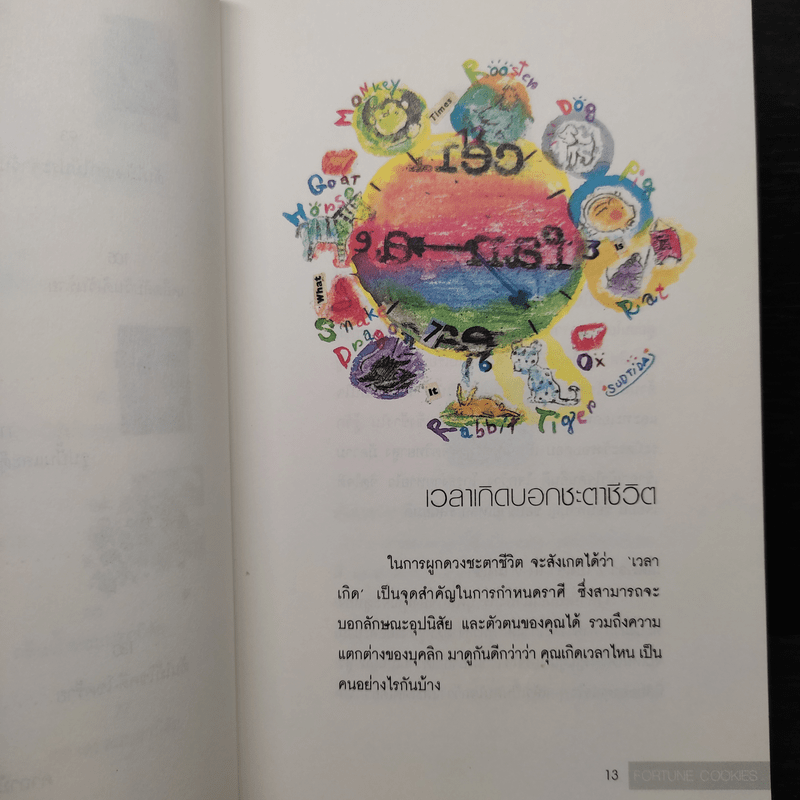 Monkey
Times
Dog
Pig
Goat
Horse
What
3
Rat
Snake
Dragon
6
Ox
SUDTIDA
It
Rabbit
Tiger
เวลาเกิดบอกชะตาชีวิต
ในการผูกดวงชะตาชีวิต จะสังเกตได้ว่า 'เวลา
เกิด' เป็นจุดสำคัญในการกำหนดราศี ซึ่งสามารถจะ
บอกลักษณะอุปนิสัย และตัวตนของคุณได้ รวมถึงความ
แตกต่างของบุคลิก มาดูกันดีกว่าว่า คุณเกิดเวลาไหน เป็น
คนอย่างไรกันบ้าง
13 FORTUNE COOKIES